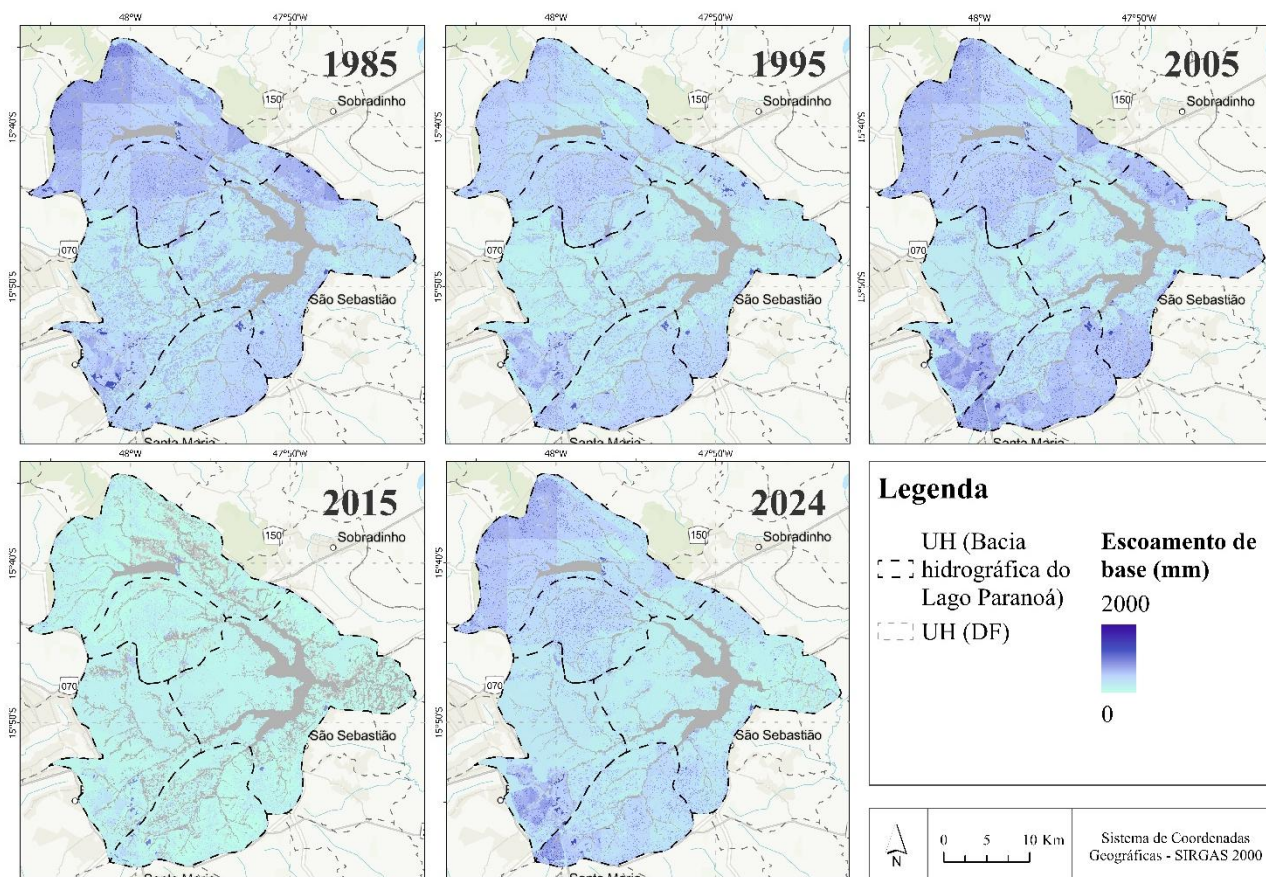 48°W
47°50'W
1985
150
Sobradinho
15°40'S
070
15°50'S
São Sebastião
Santa Maria
48°W
47°50'W
1995
150
Sobradinho
15°40'S
070
15°50'S
São Sebastião
Santa Maria
48°W
47°50'W
2005
150
Sobradinho
15°40'S
070
15°50'S
São Sebastião
Santa Maria
48°W
47°50'W
2015
150
Sobradinho
15°40'S
070
15°50'S
São Sebastião
48°W
47°50'W
2024
150
Sobradinho
15°40'S
070
15°50'S
São Sebastião
Legenda
UH (Bacia
hidrográfica do
Lago Paranoá)
UH (DF)
Escoamento de
base (mm)
2000
0
N
0 5 10 Km
Sistema de Coordenadas
Geográficas - SIRGAS 2000